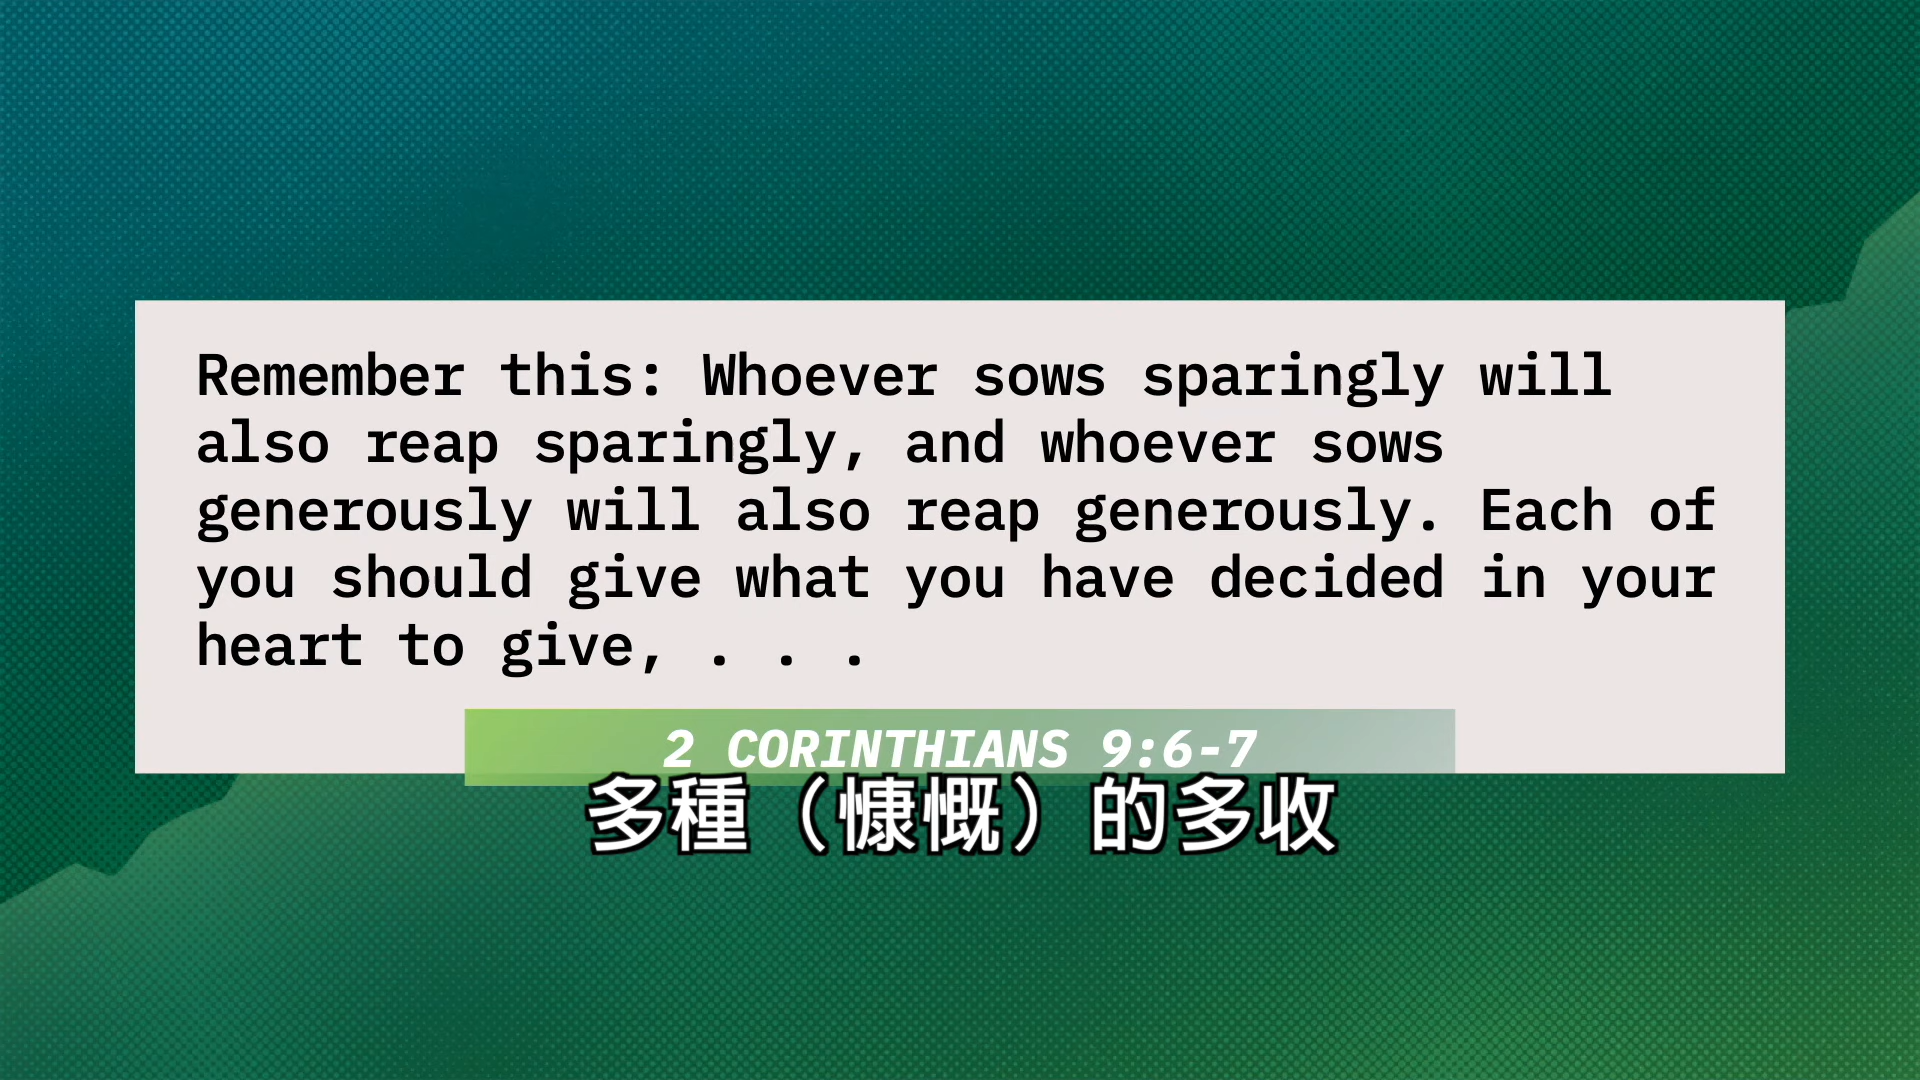 Remember this: Whoever sows sparingly will
also reap sparingly, and whoever sows
generously will also reap generously. Each of
you should give what you have decided in your
heart to give, . . .
2 CORINTHIANS 9:6-7
多種（慷慨）的多收